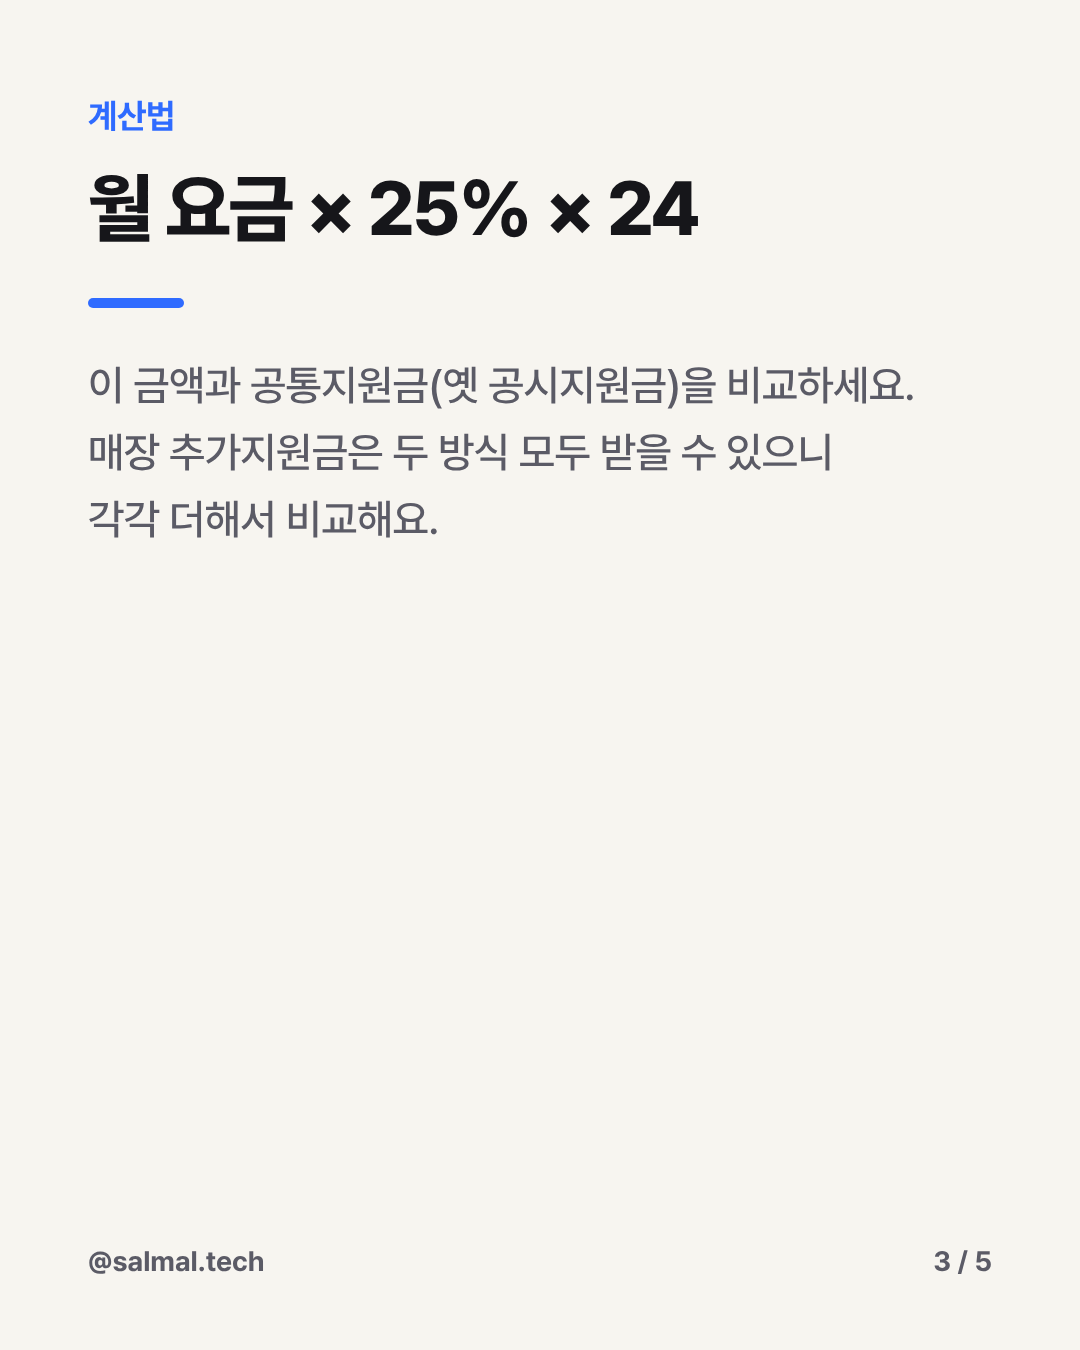 계산법
월 요금 × 25% × 24
이 금액과 공통지원금(옛 공시지원금)을 비교하세요.
매장 추가지원금은 두 방식 모두 받을 수 있으니
각각 더해서 비교해요.
@salmal.tech
3 / 5